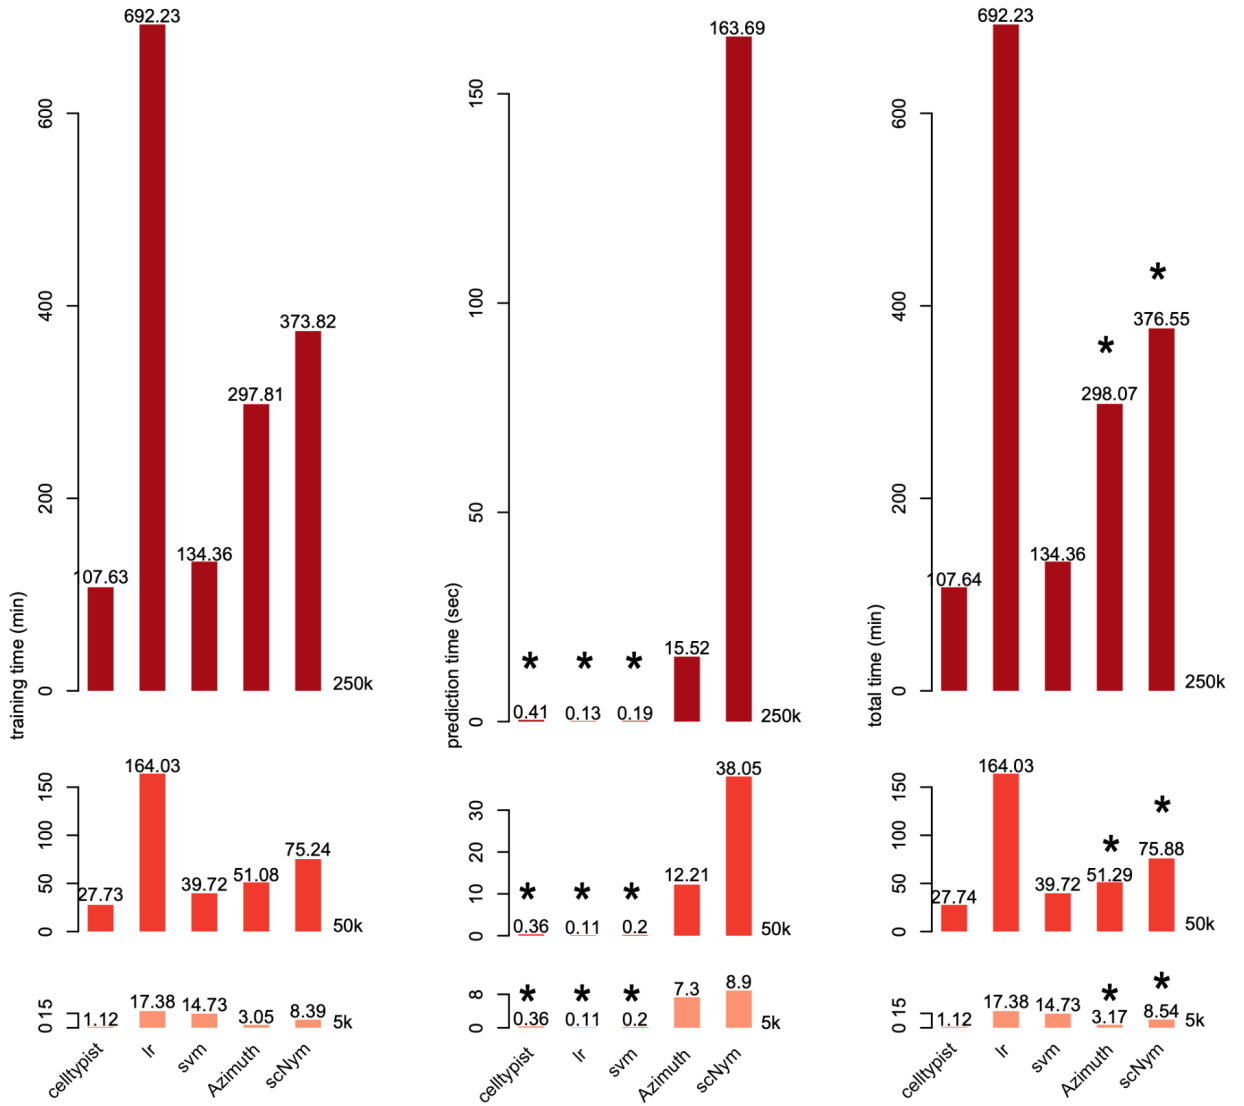 training time (min)
0 200 400 600
107.63 692.23 134.36 297.81 373.82
250k
0 50 100 150
27.73 164.03 39.72 51.08 75.24
50k
0 15
1.12 17.38 14.73 3.05 8.39
5k
celltypist lr svm Azimuth scNym
prediction time (sec)
0 50 100 150
* * *
0.41 0.13 0.19 15.52 163.69
250k
0 10 20 30
* * *
0.36 0.11 0.2 12.21 38.05
50k
0 8
* * *
0.36 0.11 0.2 7.3 8.9
5k
celltypist lr svm Azimuth scNym
total time (min)
0 200 400 600
* *
107.64 692.23 134.36 298.07 376.55
250k
0 50 100 150
* *
27.74 164.03 39.72 51.29 75.88
50k
0 15
* *
1.12 17.38 14.73 3.17 8.54
5k
celltypist lr svm Azimuth scNym